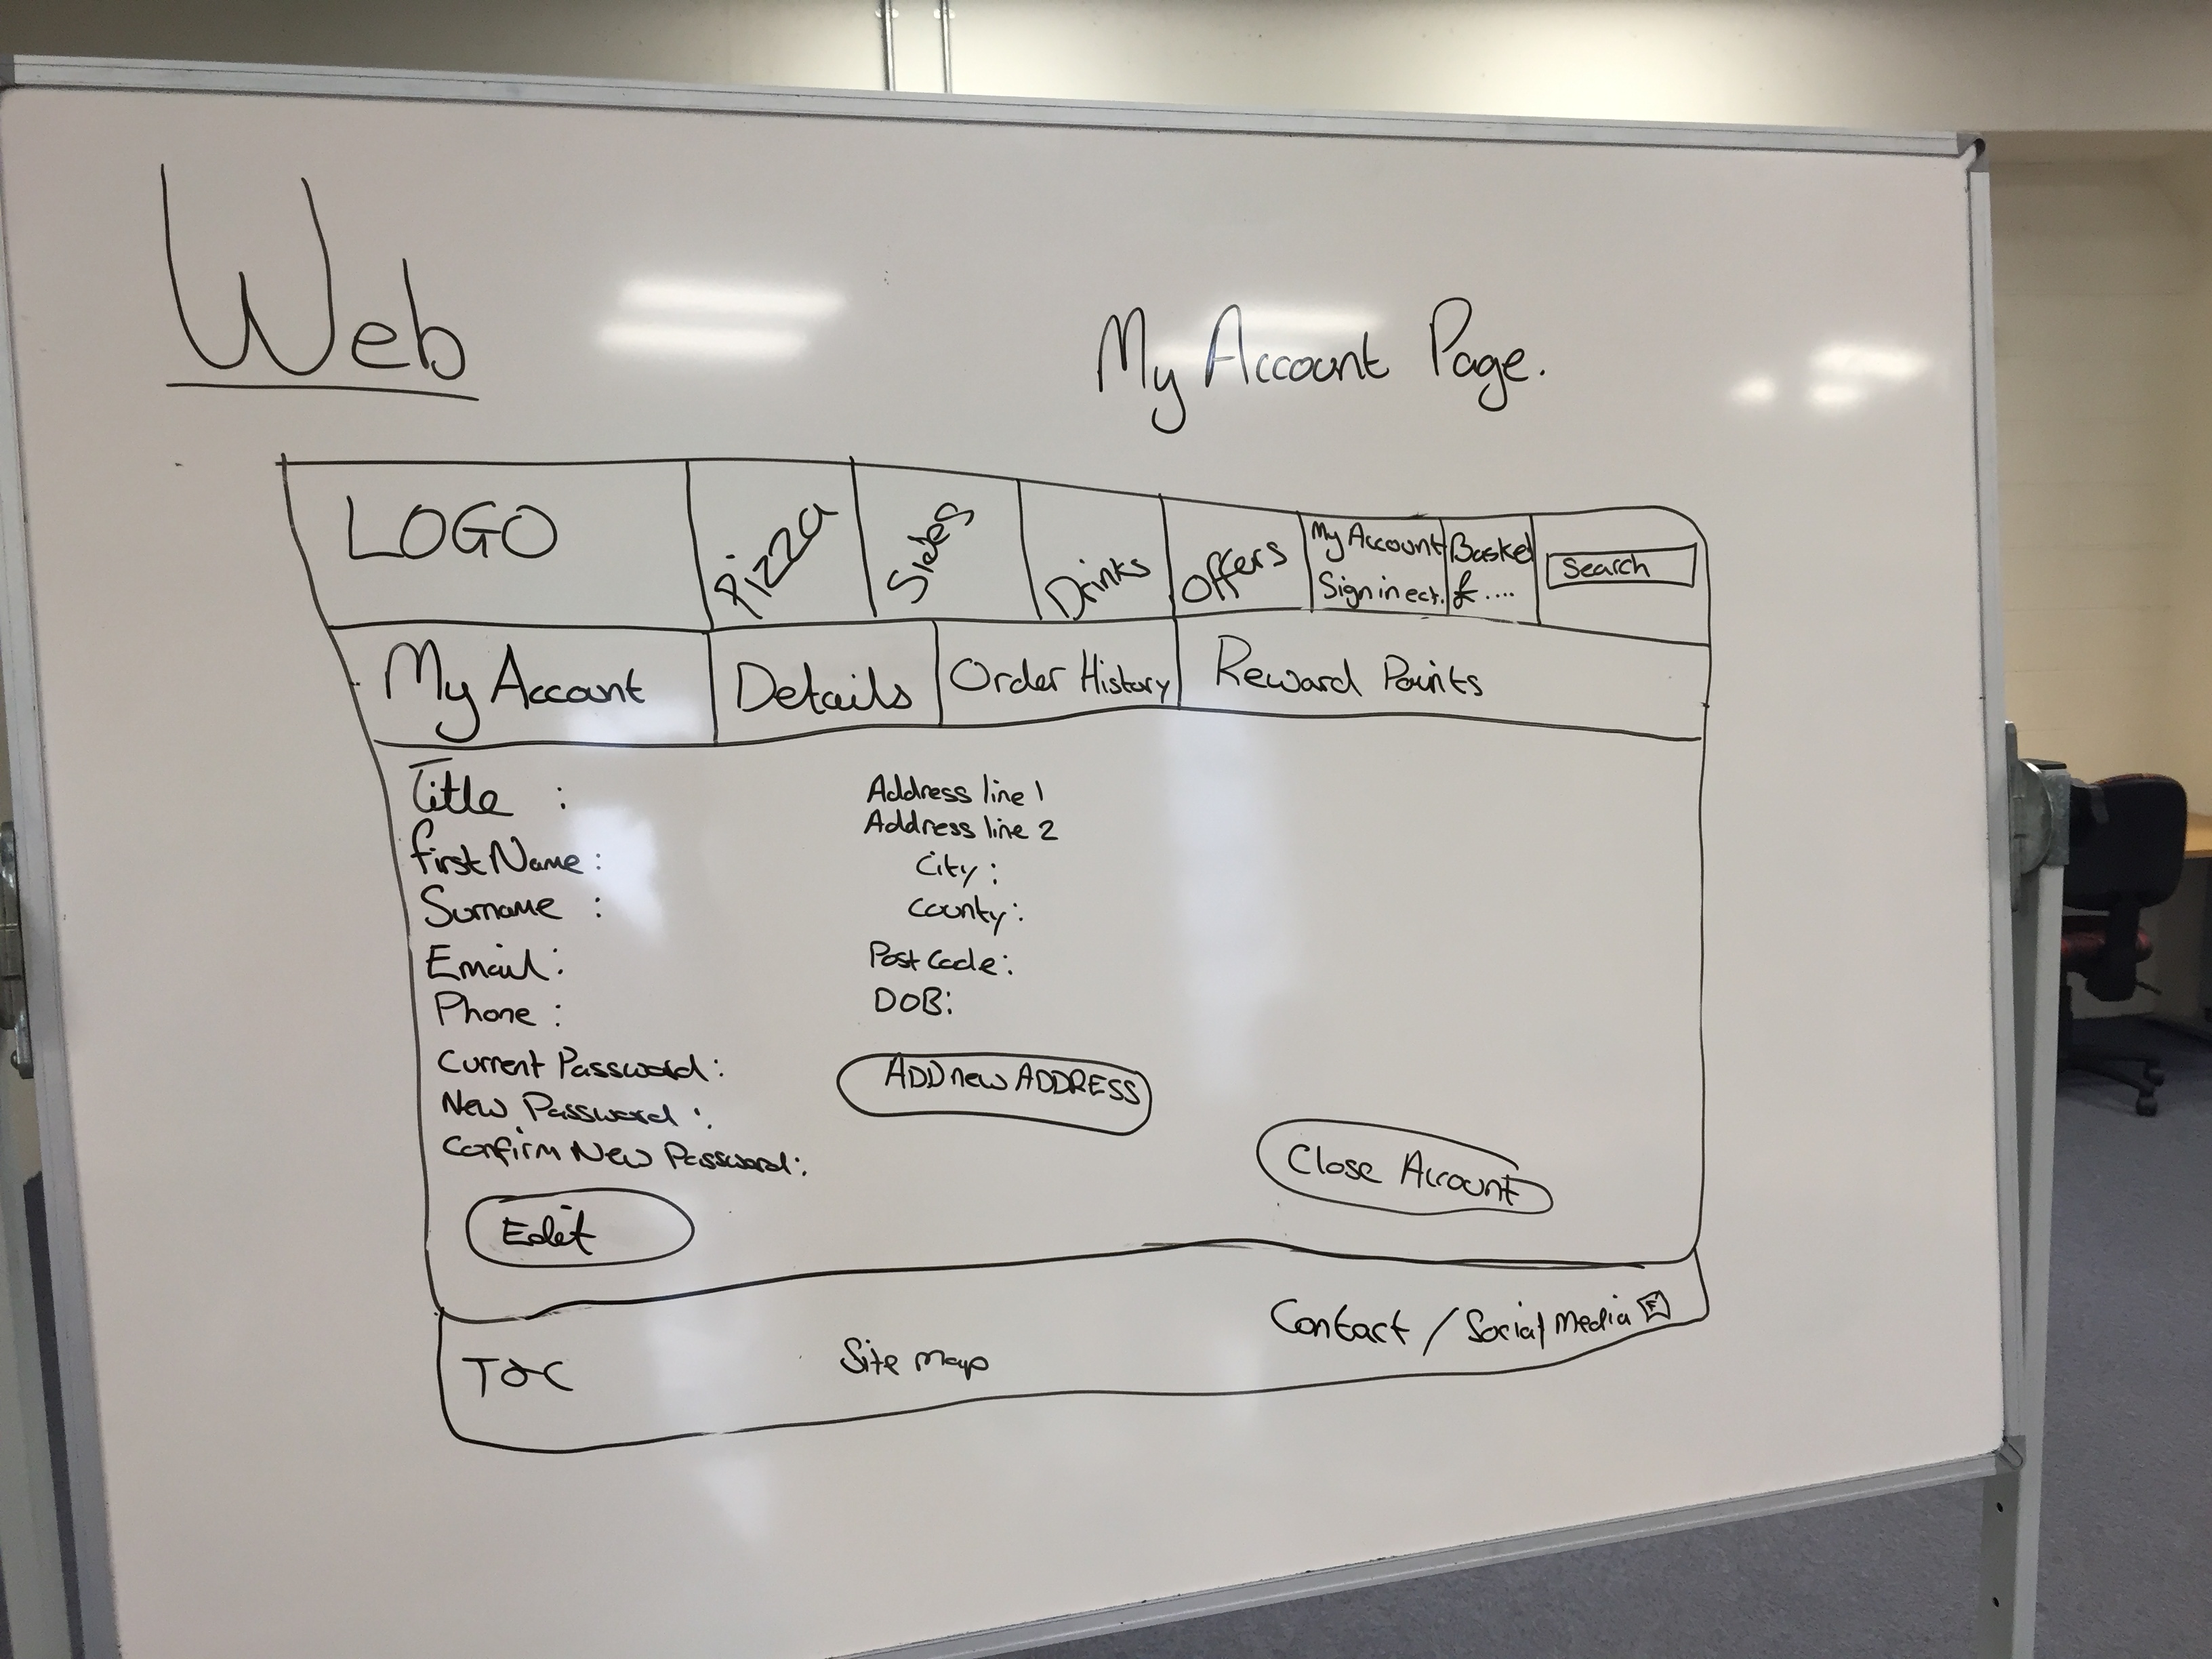 Web
My Account Page.
LOGO
Pizza
Sides
Drinks
Offers
My Account
Sign in ect.
Basket
£....
Search
My Account
Details
Order History
Reward Points
Title :
First Name :
Surname :
Email :
Phone :
Current Password :
New Password :
Confirm New Password :
Edit
Address line 1
Address line 2
City :
County :
Post Code :
DOB :
ADD new ADDRESS
Close Account
T&C
Site Map
Contact / Social Media F